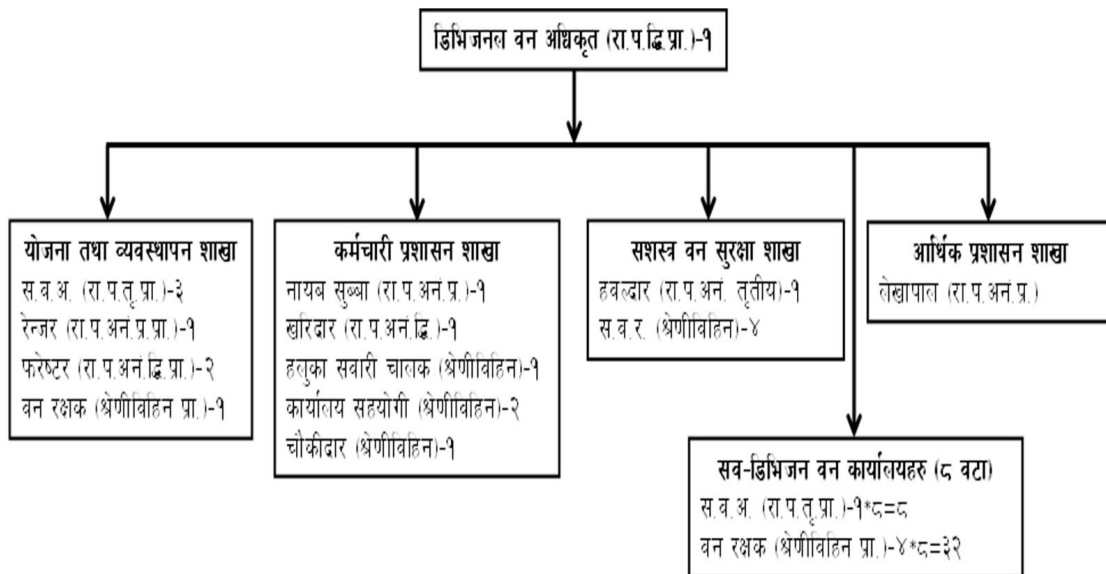 डिभिजनल वन अधिकृत (रा.प.द्वि.प्रा.)-१
योजना तथा व्यवस्थापन शाखा
स.व.अ. (रा.प.तृ.प्रा.)-३
रेन्जर (रा.प.अनं.प्र.प्रा.)-१
फरेष्टर (रा.प.अनं.द्वि.प्रा.)-२
वन रक्षक (श्रेणीविहिन प्रा.)-१
कर्मचारी प्रशासन शाखा
नायब सुब्बा (रा.प.अनं.प्र.)-१
खरिदार (रा.प.अनं.द्वि.)-१
हलुका सवारी चालक (श्रेणीविहिन)-१
कार्यालय सहयोगी (श्रेणीविहिन)-२
चौकीदार (श्रेणीविहिन)-१
सशस्त्र वन सुरक्षा शाखा
हवल्दार (रा.प.अनं. तृतीय)-१
स.व.र. (श्रेणीविहिन)-४
आर्थिक प्रशासन शाखा
लेखापाल (रा.प.अनं.प्र.)
सव-डिभिजन वन कार्यालयहरु (८ वटा)
स.व.अ. (रा.प.तृ.प्रा.)-१*८=८
वन रक्षक (श्रेणीविहिन प्रा.)-४*८=३२